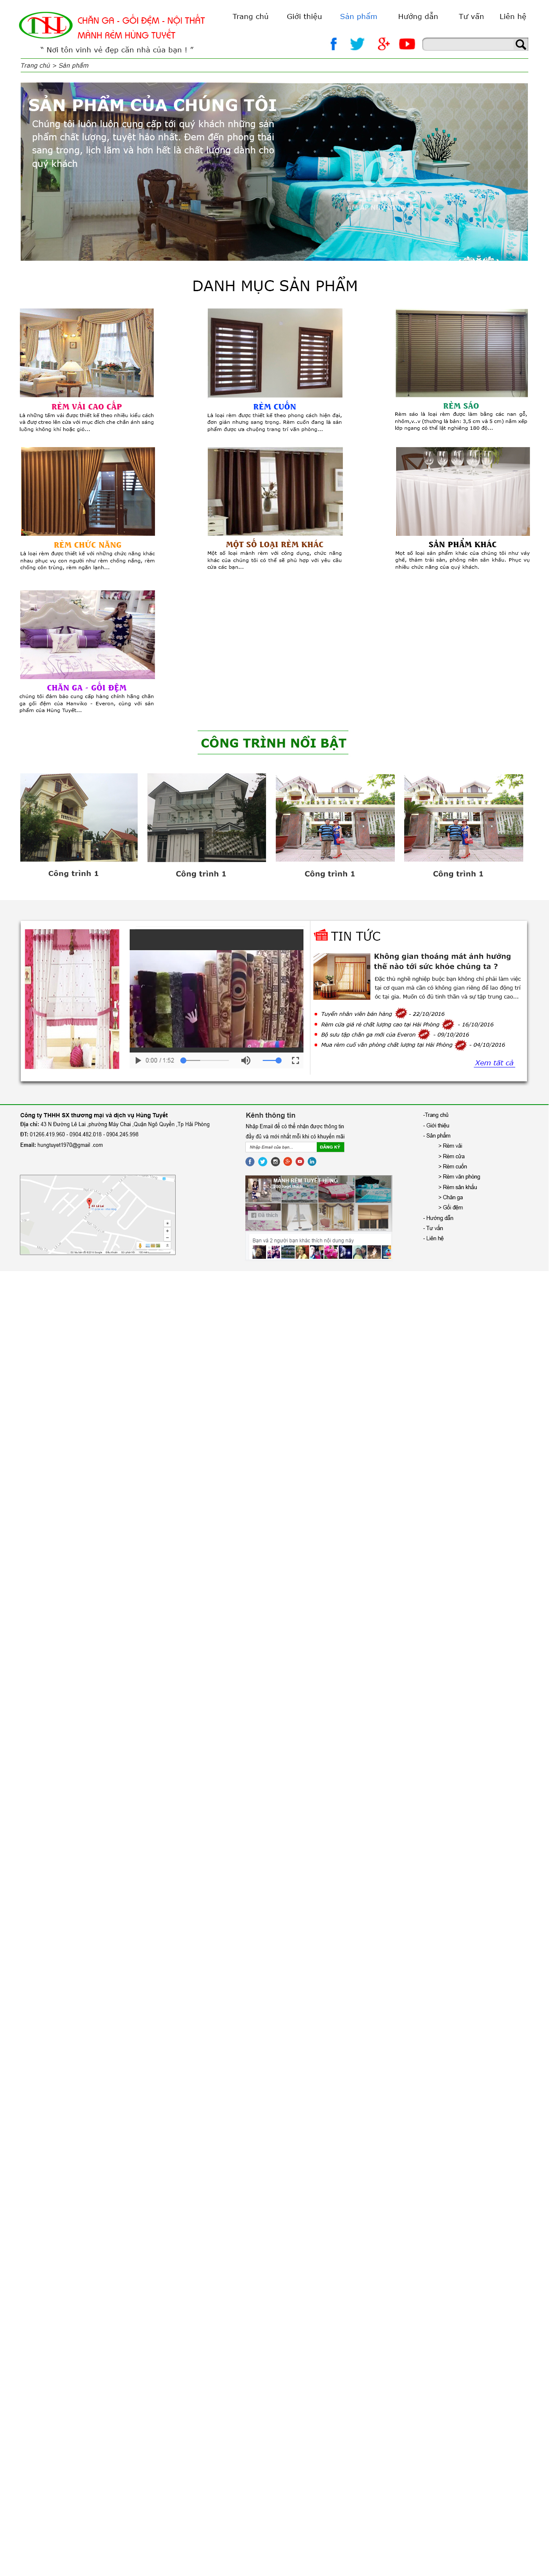 CHĂN GA - GỐI ĐỆM - NỘI THẤT
MÀNH RÈM HÙNG TUYẾT
" Nơi tôn vinh vẻ đẹp căn nhà của bạn ! "
Trang chủ Giới thiệu Sản phẩm Hướng dẫn Tư vấn Liên hệ
Trang chủ > Sản phẩm
SẢN PHẨM CỦA CHÚNG TÔI
Chúng tôi luôn luôn cung cấp tới quý khách những sản
phẩm chất lượng, tuyệt hảo nhất. Đem đến phong thái
sang trọng, lịch lãm và hơn hết là chất lượng dành cho
quý khách
DANH MỤC SẢN PHẨM
RÈM VẢI CAO CẤP
Là những tấm vải được thiết kế theo nhiều kiểu cách
và đượ ctreo lên cửa với mục đích che chắn ánh sáng
luồng không khí hoặc gió...
RÈM CUỐN
Là loại rèm được thiết kế theo phong cách hiện đại,
đơn giản nhưng sang trọng. Rèm cuốn đang là sản
phẩm được ưa chuộng trang trí văn phòng...
RÈM SÁO
Rèm sáo là loại rèm được làm bằng các nan gỗ,
nhôm,v..v (thường là bản: 3,5 cm và 5 cm) nằm xếp
lớp ngang có thể lật nghiêng 180 độ...
RÈM CHỨC NĂNG
Là loại rèm được thiết kế với những chức năng khác
nhau phục vụ con người như rèm chống nắng, rèm
chống côn trùng, rèm ngăn lạnh...
MỘT SỐ LOẠI RÈM KHÁC
Một số loại mành rèm với công dụng, chức năng
khác của chúng tôi có thể sẽ phù hợp với yêu cầu
của các bạn...
SẢN PHẨM KHÁC
Mọt số loại sản phẩm khác của chúng tôi như váy
ghế, thảm trải sàn, phông nên sân khấu. Phục vụ
nhiều chức năng của quý khách.
CHĂN GA - GỐI ĐỆM
chúng tôi đảm bảo cung cấp hàng chính hãng chăn
ga gối đệm của Hanviko - Everon, cùng với sản
phẩm của Hùng Tuyết...
CÔNG TRÌNH NỔI BẬT
Công trình 1
Công trình 1
Công trình 1
Công trình 1
0:00 / 1:52
TIN TỨC
Không gian thoáng mát ảnh hưởng
thế nào tới sức khỏe chúng ta ?
Đặc thù nghề nghiệp buộc bạn không chỉ phải làm việc
tại cơ quan mà cần có không gian riêng để lao động trí
óc tại gia. Muốn có đủ tinh thần và sự tập trung cao...
Tuyển nhân viên bán hàng - 22/10/2016
Rèm cửa giá rẻ chất lượng cao tại Hải Phòng - 16/10/2016
Bộ sưu tập chăn ga mới của Everon - 09/10/2016
Mua rèm cuố văn phòng chất lượng tại Hải Phòng - 04/10/2016
Xem tất cả
Công ty THHH SX thương mại và dịch vụ Hùng Tuyết
Địa chỉ: 43 N Đường Lê Lai ,phường Máy Chai ,Quận Ngô Quyền ,Tp Hải Phòng
ĐT: 01266.419.960 - 0904.482.018 - 0904.245.998
Email: hungtuyet1970@gmail .com
Kênh thông tin
Nhập Email để có thể nhận được thông tin
đầy đủ và mới nhất mỗi khi có khuyến mãi
Nhập Email của bạn... ĐĂNG KÝ
MÀNH RÈM TUYẾT HÙNG
Đã thích
Bạn và 2 người bạn khác thích nội dung này
-Trang chủ
- Giới thiệu
- Sản phẩm
> Rèm vải
> Rèm cửa
> Rèm cuốn
> Rèm văn phòng
> Rèm sân khấu
> Chăn ga
> Gối đệm
- Hướng dẫn
- Tư vấn
- Liên hệ